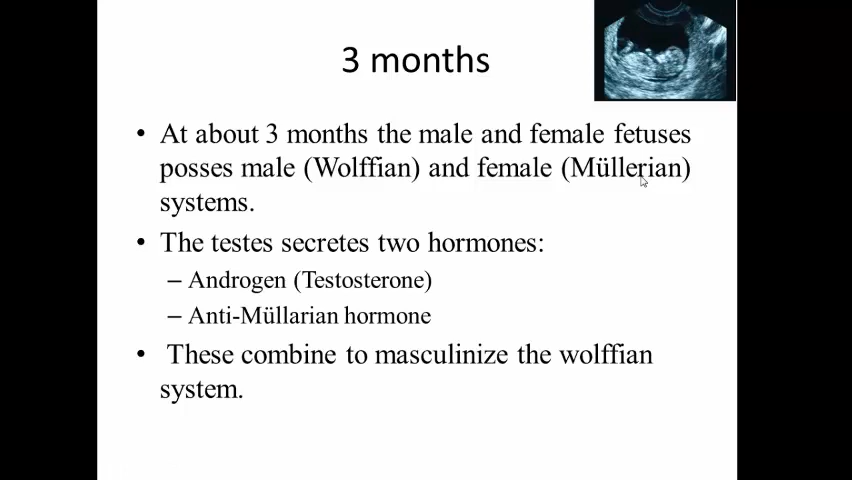 3 months
• At about 3 months the male and female fetuses
posses male (Wolffian) and female (Müllerian)
systems.
• The testes secretes two hormones:
– Androgen (Testosterone)
– Anti-Müllarian hormone
• These combine to masculinize the wolffian
system.